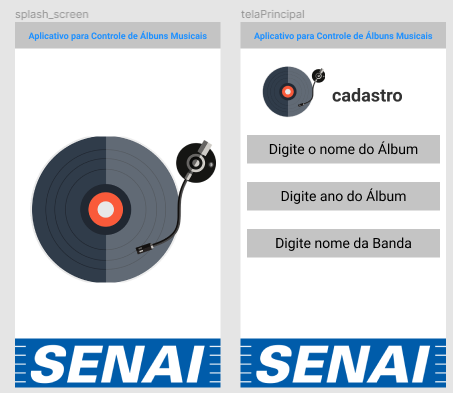 splash_screen
Aplicativo para Controle de Álbuns Musicais
SENAI
telaPrincipal
Aplicativo para Controle de Álbuns Musicais
cadastro
Digite o nome do Álbum
Digite ano do Álbum
Digite nome da Banda
SENAI